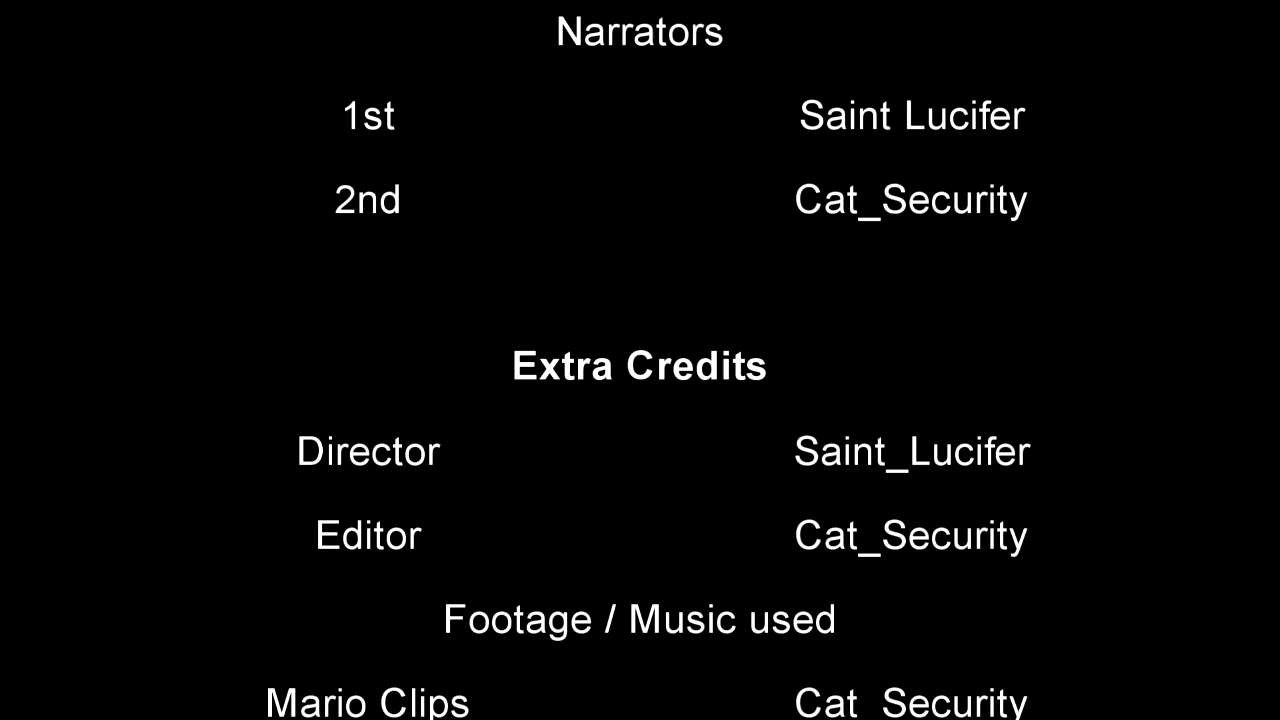 Narrators
1st Saint Lucifer
2nd Cat_Security
Extra Credits
Director Saint_Lucifer
Editor Cat_Security
Footage / Music used
Mario Clips Cat_Security